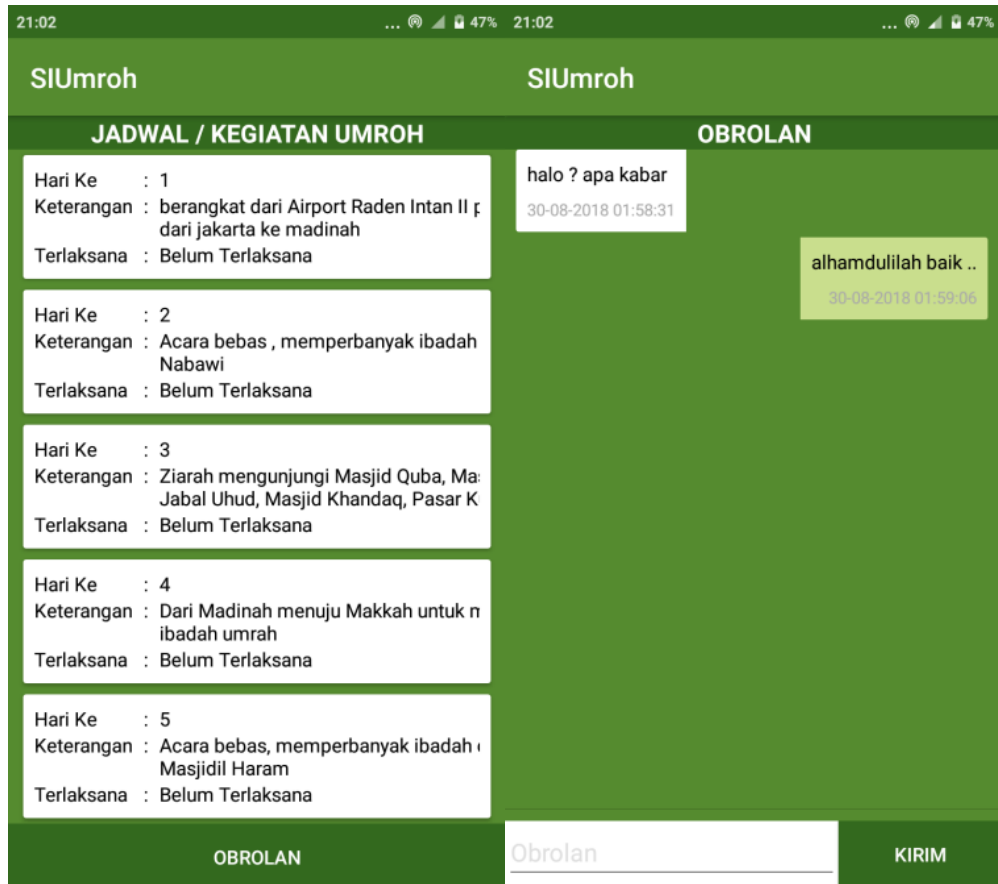 21:02 ... 47%
SIUmroh
JADWAL / KEGIATAN UMROH
Hari Ke : 1
Keterangan : berangkat dari Airport Raden Intan II
dari jakarta ke madinah
Terlaksana : Belum Terlaksana
Hari Ke : 2
Keterangan : Acara bebas , memperbanyak ibadah
Nabawi
Terlaksana : Belum Terlaksana
Hari Ke : 3
Keterangan : Ziarah mengunjungi Masjid Quba,
Jabal Uhud, Masjid Khandaq, Pasar
Terlaksana : Belum Terlaksana
Hari Ke : 4
Keterangan : Dari Madinah menuju Makkah untuk
ibadah umrah
Terlaksana : Belum Terlaksana
Hari Ke : 5
Keterangan : Acara bebas, memperbanyak ibadah
Masjidil Haram
Terlaksana : Belum Terlaksana
OBROLAN
21:02 ... 47%
SIUmroh
OBROLAN
halo ? apa kabar
30-08-2018 01:58:31
alhamdulilah baik ..
30-08-2018 01:59:06
Obrolan
KIRIM